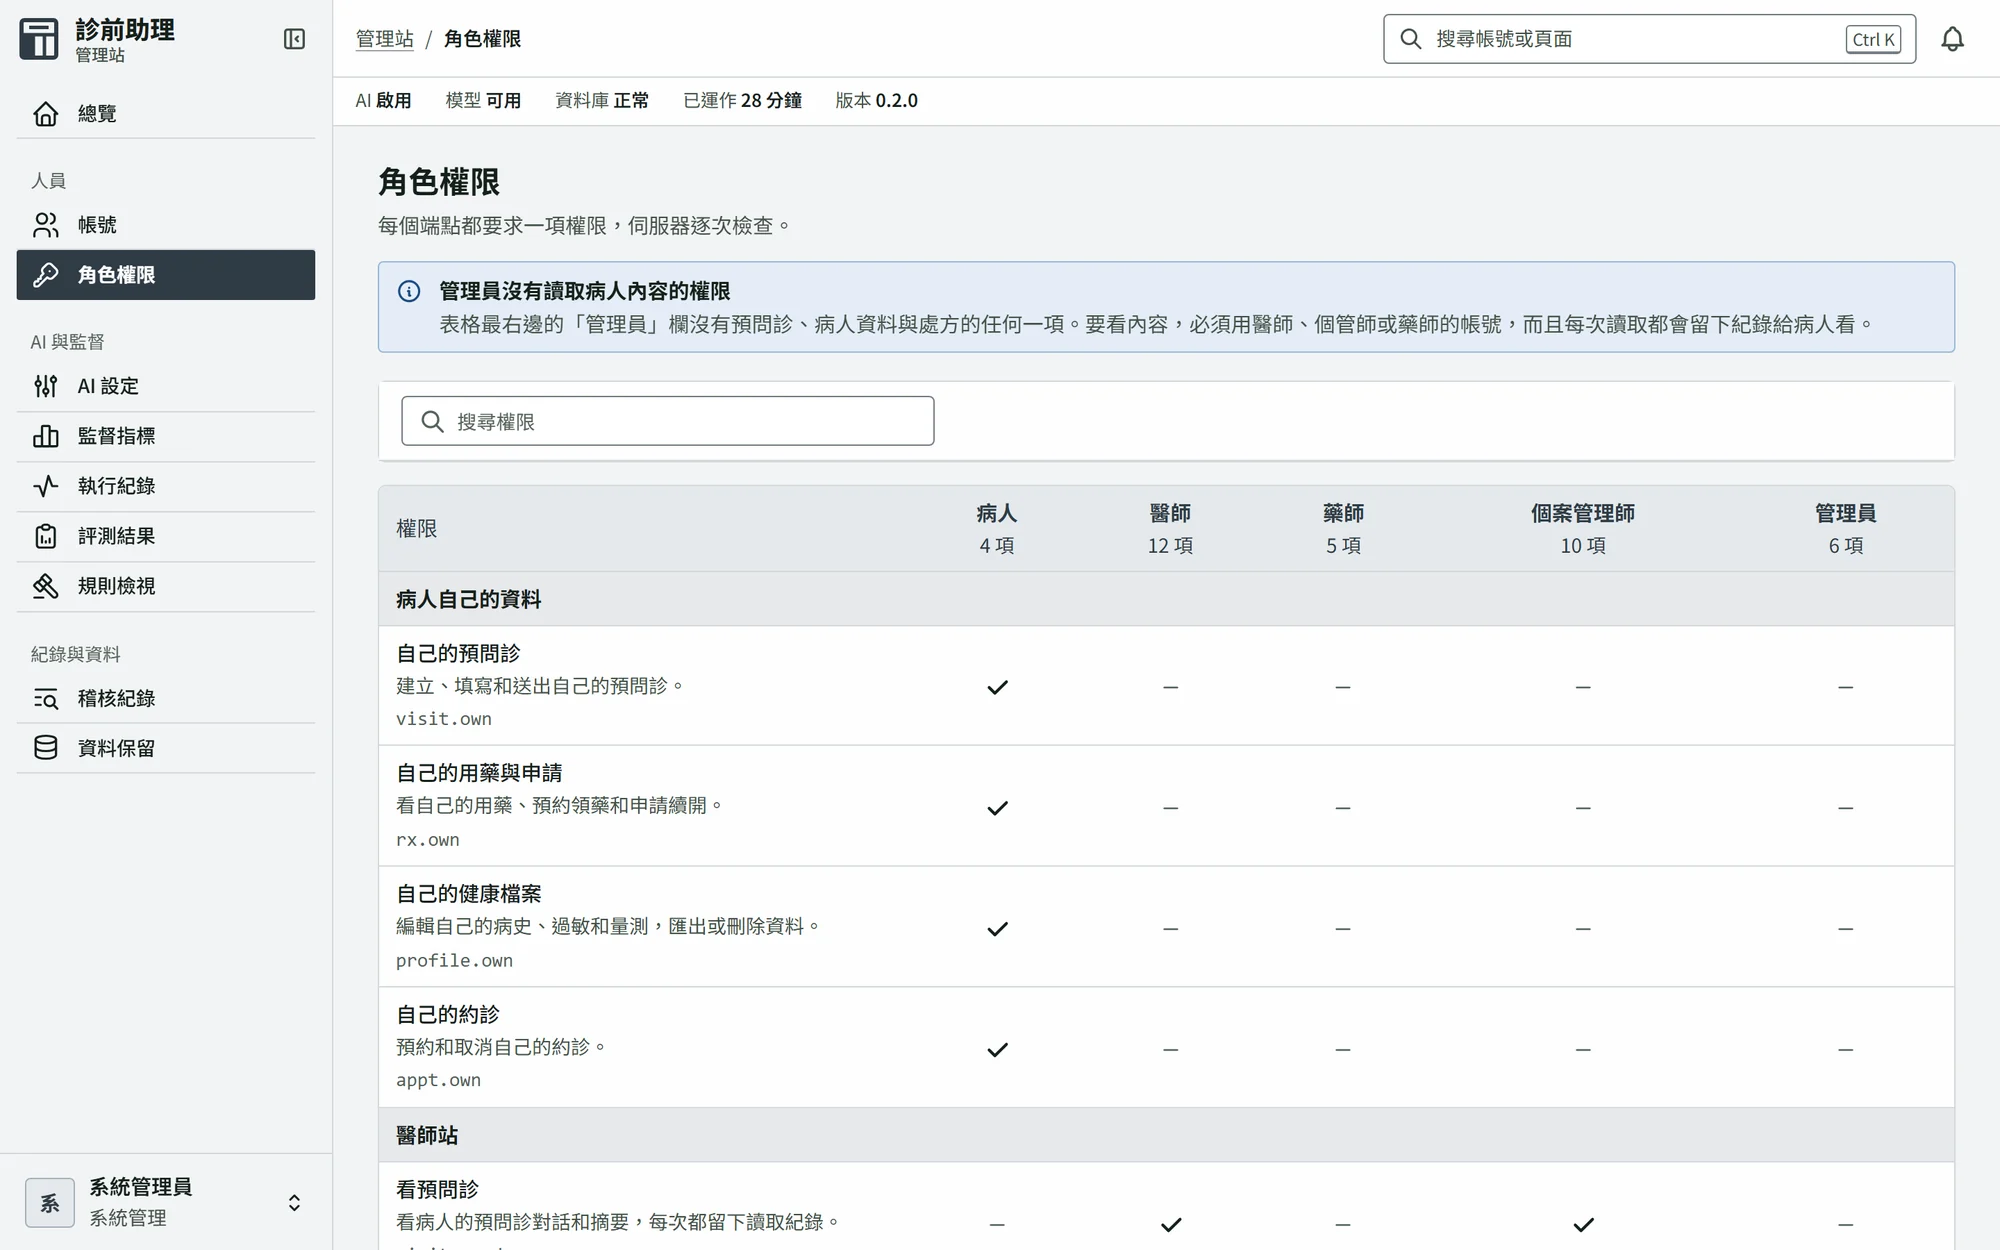 診前助理
管理站
總覽
人員
帳號
角色權限
AI 與監督
AI 設定
監督指標
執行紀錄
評測結果
規則檢視
紀錄與資料
稽核紀錄
資料保留
系
系統管理員
系統管理
管理站 / 角色權限
搜尋帳號或頁面 Ctrl K
AI 啟用 模型 可用 資料庫 正常 已運作 28 分鐘 版本 0.2.0
角色權限
每個端點都要求一項權限，伺服器逐次檢查。
管理員沒有讀取病人內容的權限
表格最右邊的「管理員」欄沒有預問診、病人資料與處方的任何一項。要看內容，必須用醫師、個管師或藥師的帳號，而且每次讀取都會留下紀錄給病人看。
搜尋權限
權限 病人 醫師 藥師 個案管理師 管理員
4 項 12 項 5 項 10 項 6 項
病人自己的資料
自己的預問診
建立、填寫和送出自己的預問診。
visit.own
✓ — — — —
自己的用藥與申請
看自己的用藥、預約領藥和申請續開。
rx.own
✓ — — — —
自己的健康檔案
編輯自己的病史、過敏和量測，匯出或刪除資料。
profile.own
✓ — — — —
自己的約診
預約和取消自己的約診。
appt.own
✓ — — — —
醫師站
看預問診
看病人的預問診對話和摘要，每次都留下讀取紀錄。
— ✓ — ✓ —